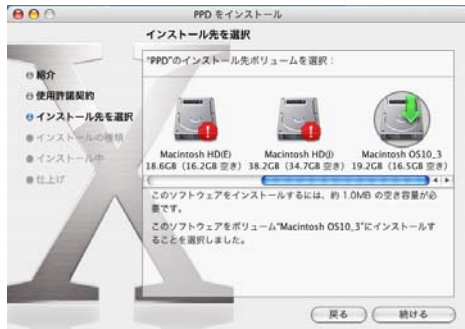 PPD をインストール
インストール先を選択
"PPD"のインストール先ボリュームを選択：
紹介
使用許諾契約
インストール先を選択
インストールの種類
インストール中
仕上げ
Macintosh HD(E)
18.6GB（16.2GB 空き）
Macintosh HD(J)
38.2GB（34.7GB 空き）
Macintosh OS10_3
19.2GB（16.5GB 空き）
このソフトウェアをインストールするには、約 1.0MB の空き容量が必
要です。
このソフトウェアをボリューム"Macintosh OS10_3"にインストールす
ることを選択しました。
戻る
続ける